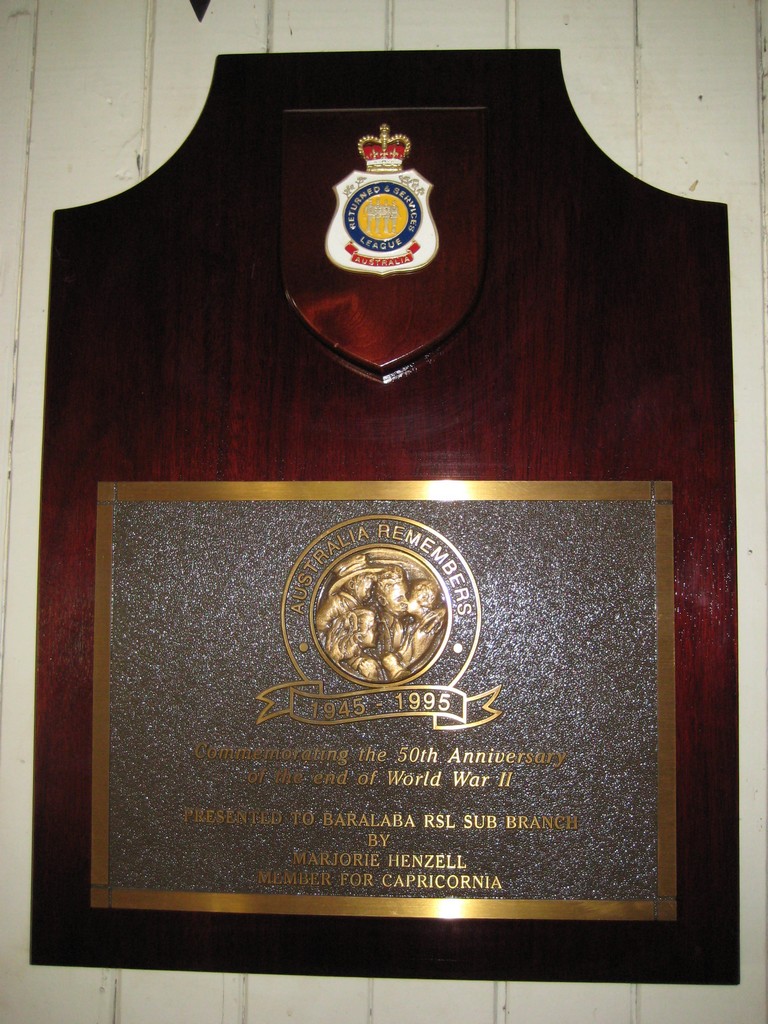 RETURNED & SERVICES
LEAGUE
AUSTRALIA
AUSTRALIA REMEMBERS
1945 - 1995
Commemorating the 50th Anniversary
of the end of World War II
PRESENTED TO BARALABA RSL SUB BRANCH
BY
MARJORIE HENZELL
MEMBER FOR CAPRICORNIA